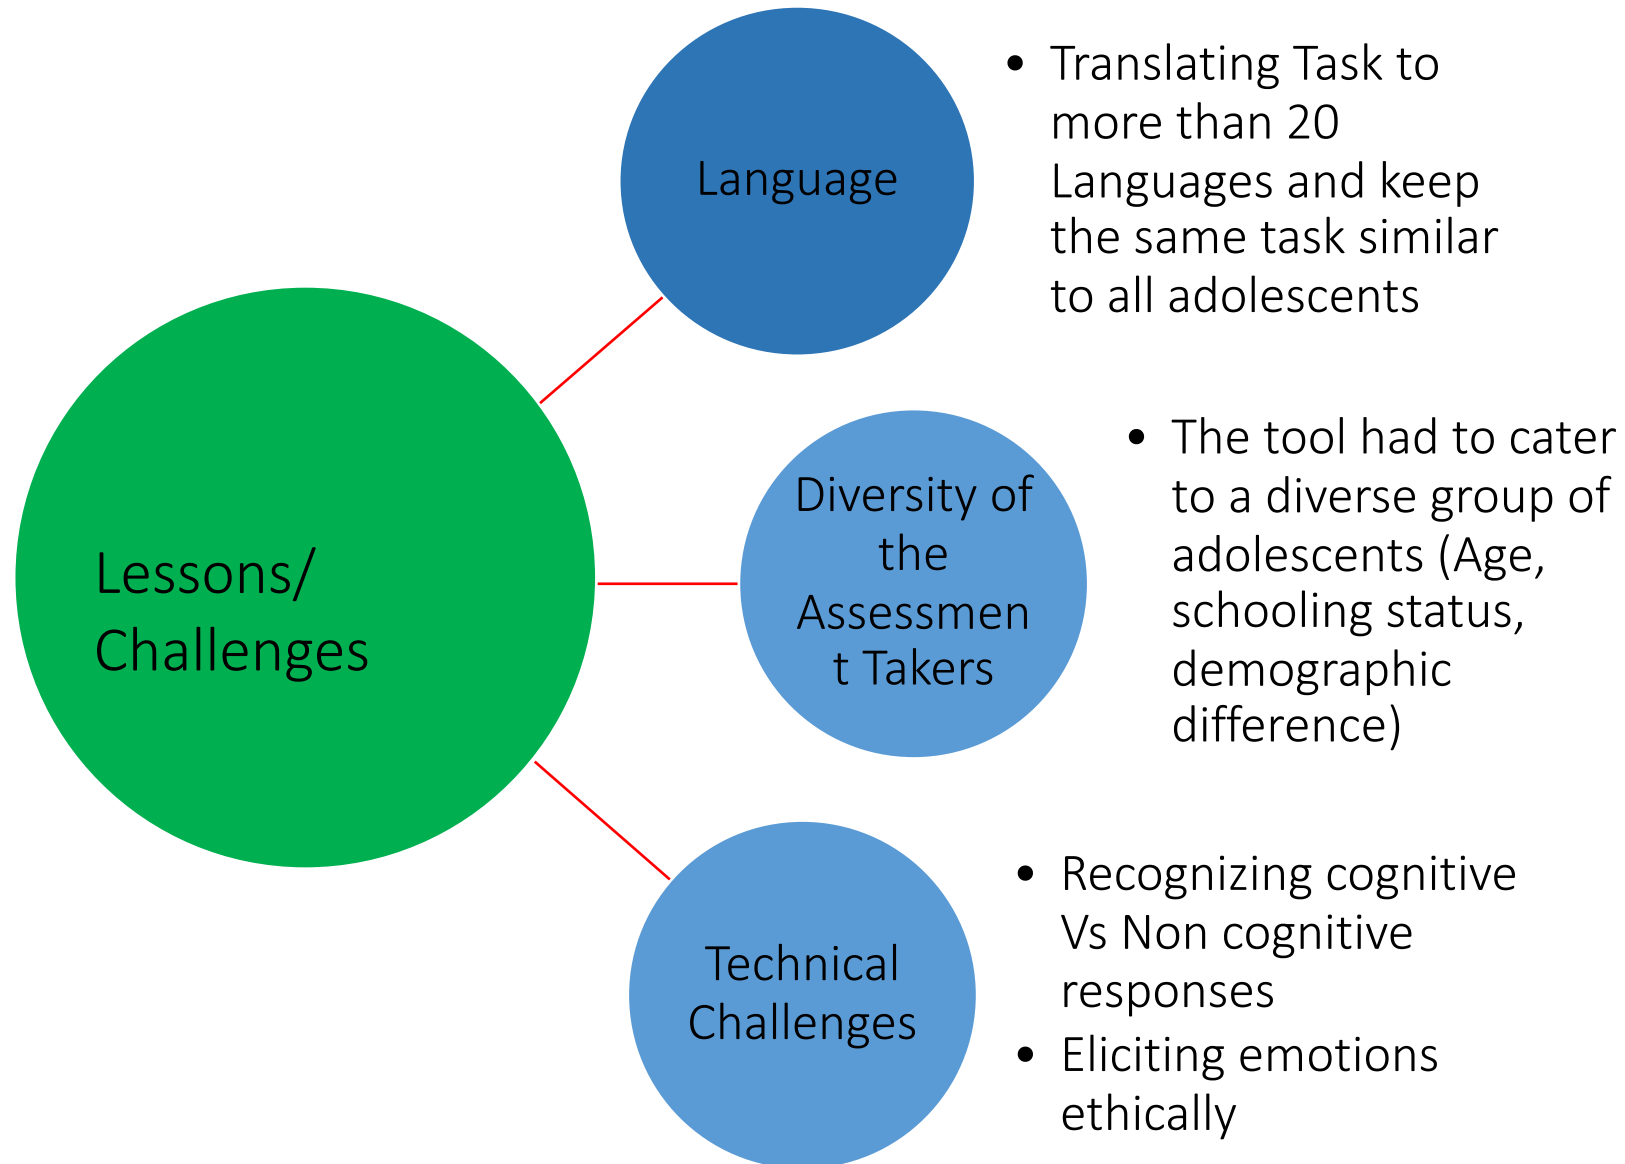 Lessons/
Challenges
Language
• Translating Task to
more than 20
Languages and keep
the same task similar
to all adolescents
Diversity of
the
Assessmen
t Takers
• The tool had to cater
to a diverse group of
adolescents (Age,
schooling status,
demographic
difference)
Technical
Challenges
• Recognizing cognitive
Vs Non cognitive
responses
• Eliciting emotions
ethically